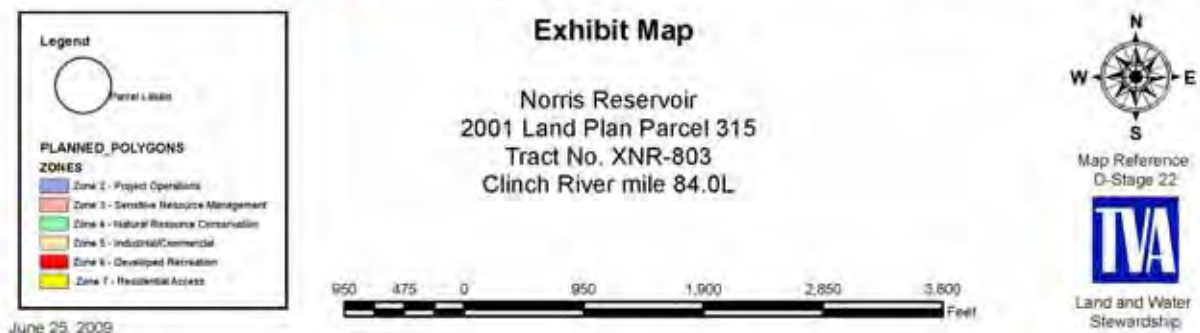 Legend
Parcel Labels
PLANNED_POLYGONS
ZONES
Zone 2 - Project Operations
Zone 3 - Sensitive Resource Management
Zone 4 - Natural Resource Conservation
Zone 5 - Industrial/Commercial
Zone 6 - Developed Recreation
Zone 7 - Residential Access
June 25, 2009
Exhibit Map
Norris Reservoir
2001 Land Plan Parcel 315
Tract No. XNR-803
Clinch River mile 84.0L
950 475 0 950 1,900 2,850 3,800
Feet
N
W E
S
Map Reference:
D-Stage 22
TVA
Land and Water
Stewardship